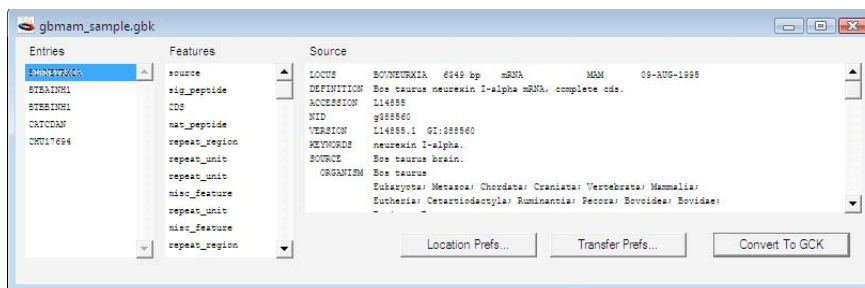 gbmam_sample.gbk
Entries Features Source
BOVNEURXIA
BTBAINH1
BTBBINH1
CATCDAN
CHU17694
source
sig_peptide
CDS
mat_peptide
repeat_region
repeat_unit
repeat_unit
misc_feature
repeat_unit
misc_feature
repeat_region
LOCUS BOVNEURXIA 6349 bp mRNA MAM 09-AUG-1995
DEFINITION Bos taurus neurexin I-alpha mRNA, complete cds.
ACCESSION L14855
NID g388560
VERSION L14855.1 GI:388560
KEYWORDS neurexin I-alpha.
SOURCE Bos taurus brain.
ORGANISM Bos taurus
Eukaryota; Metazoa; Chordata; Craniata; Vertebrata; Mammalia;
Eutheria; Cetartiodactyla; Ruminantia; Pecora; Bovoidea; Bovidae;
Location Prefs... Transfer Prefs... Convert To GCK